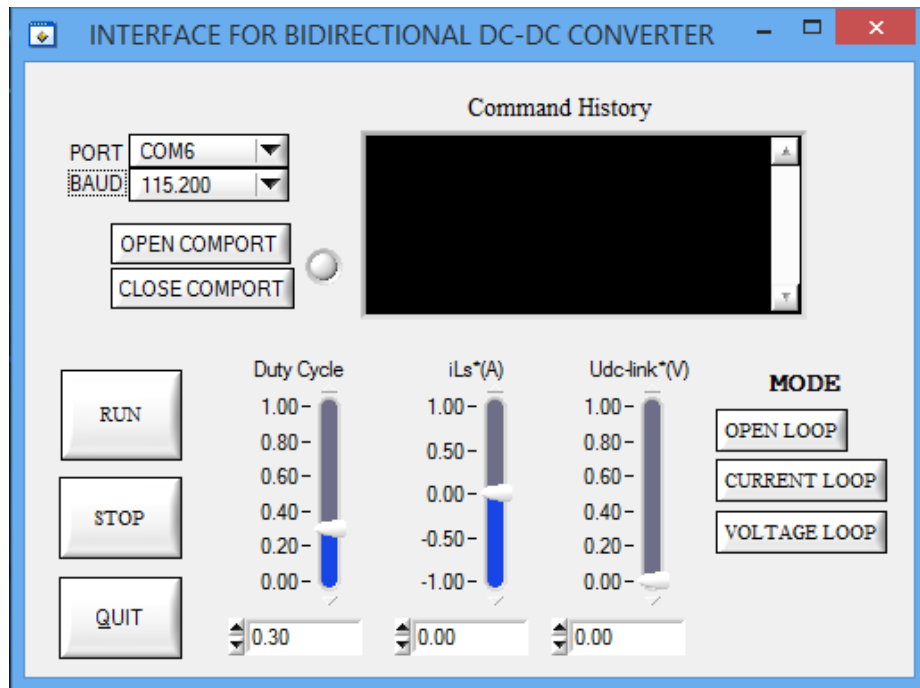 INTERFACE FOR BIDIRECTIONAL DC-DC CONVERTER
Command History
PORT COM6
BAUD 115.200
OPEN COMPORT
CLOSE COMPORT
RUN
STOP
QUIT
Duty Cycle
1.00
0.80
0.60
0.40
0.20
0.00
0.30
iLs*(A)
1.00
0.50
0.00
-0.50
-1.00
0.00
Udc-link*(V)
1.00
0.80
0.60
0.40
0.20
0.00
0.00
MODE
OPEN LOOP
CURRENT LOOP
VOLTAGE LOOP